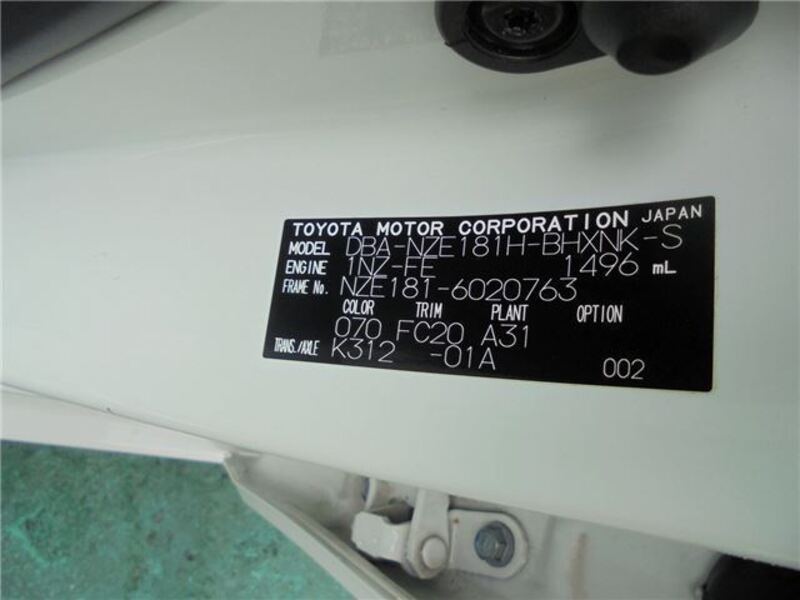 TOYOTA MOTOR CORPORATION JAPAN
MODEL DBA-NZE181H-BHXNK-S
ENGINE 1NZ-FE 1496 mL
FRAME No. NZE181-6020763
COLOR TRIM PLANT OPTION
070 FC20 A31
TRANS./AXLE K312 -01A
002